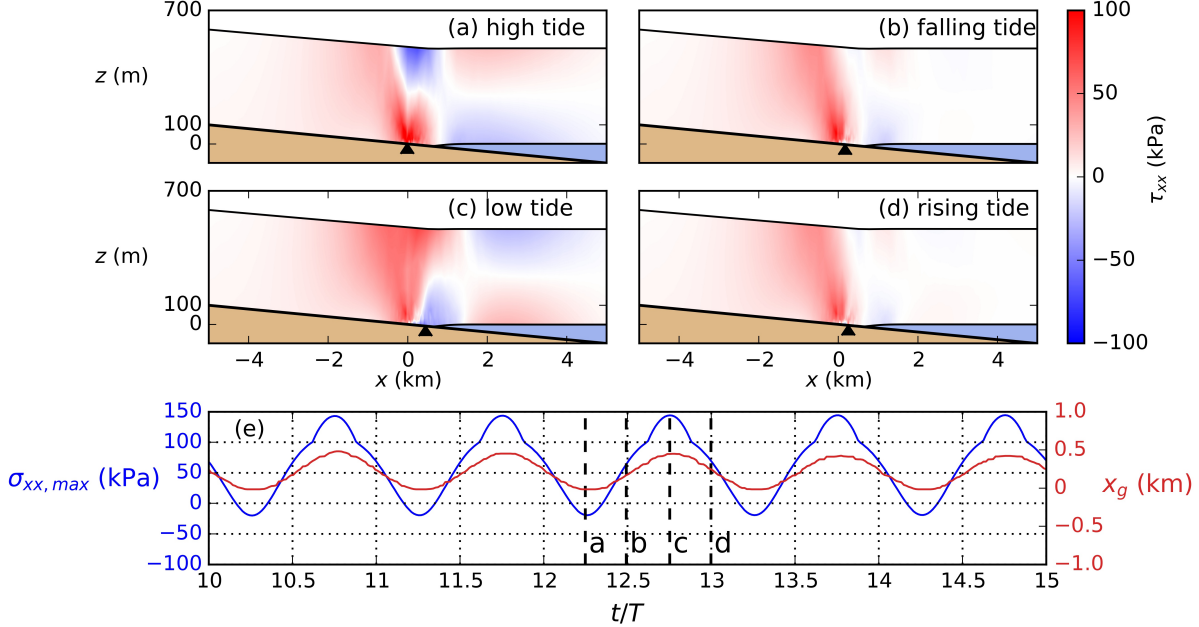 700
(a) high tide
z (m)
100
0
(b) falling tide
100
50
0
−50
−100
τxx (kPa)
700
(c) low tide
z (m)
100
0
−4
−2
0
2
4
x (km)
(d) rising tide
−4
−2
0
2
4
x (km)
150
100
50
0
−50
−100
σxx,max (kPa)
(e)
a
b
c
d
1.0
0.5
0
−0.5
−1.0
xg (km)
10
10.5
11
11.5
12
12.5
13
13.5
14
14.5
15
t/T